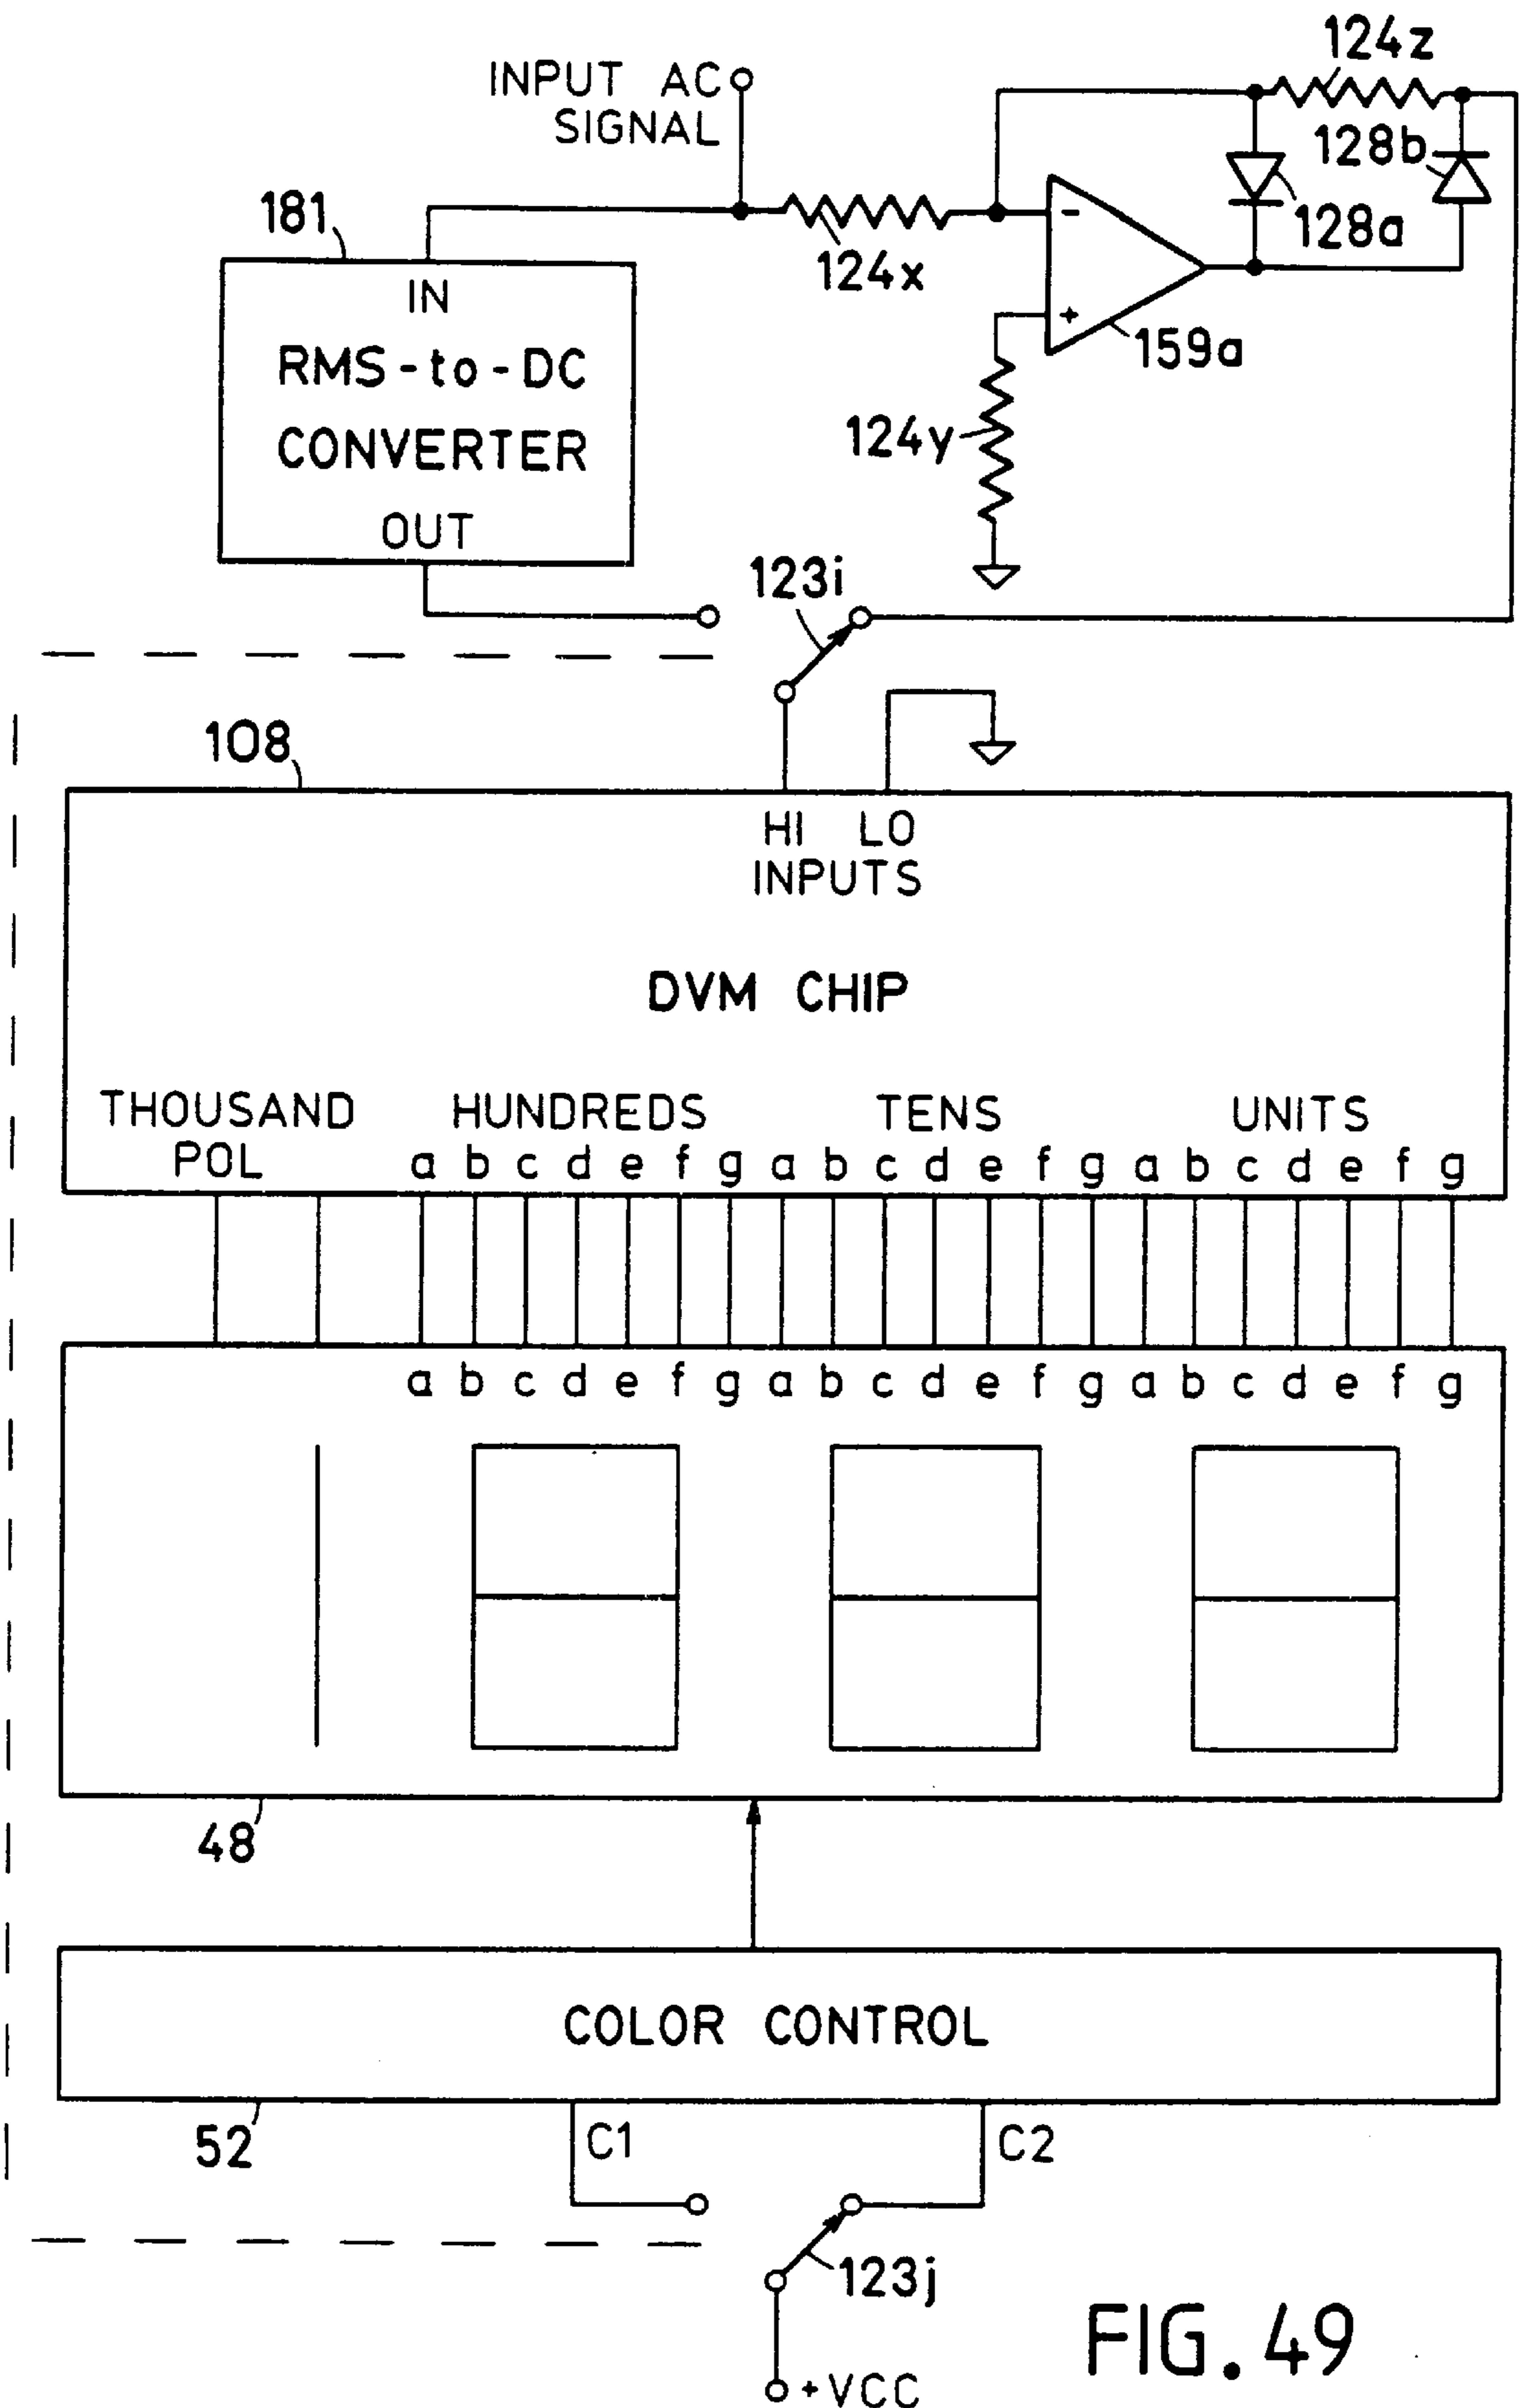 124z
INPUT AC
SIGNAL
128b
181
128a
124x
-
IN
+
159a
RMS-to-DC
CONVERTER
124y
OUT
123i
108
HI LO
INPUTS
DVM CHIP
THOUSAND HUNDREDS TENS UNITS
POL a b c d e f g a b c d e f g a b c d e f g
a b c d e f g a b c d e f g a b c d e f g
48
COLOR CONTROL
52
C1 C2
123j
+VCC
FIG. 49